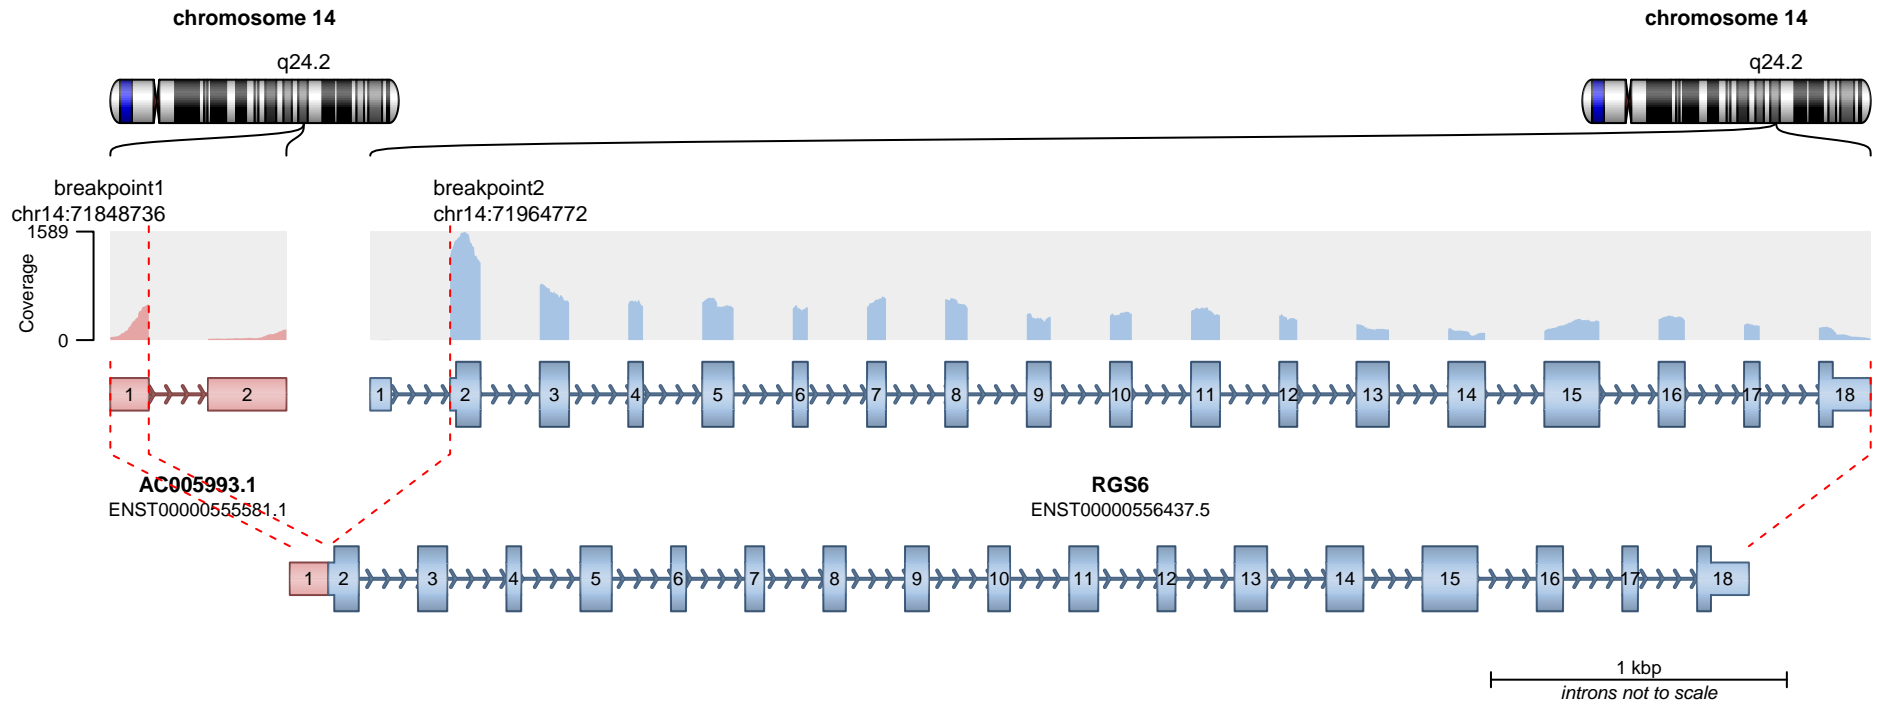 chromosome 14
chromosome 14
q24.2
q24.2
breakpoint1
chr14:71848736
breakpoint2
chr14:71964772
1589
Coverage
0
1 2
1 2 3 4 5 6 7 8 9 10 11 12 13 14 15 16 17 18
AC005993.1
ENST00000555581.1
RGS6
ENST00000556437.5
1 2 3 4 5 6 7 8 9 10 11 12 13 14 15 16 17 18
1 kbp
introns not to scale